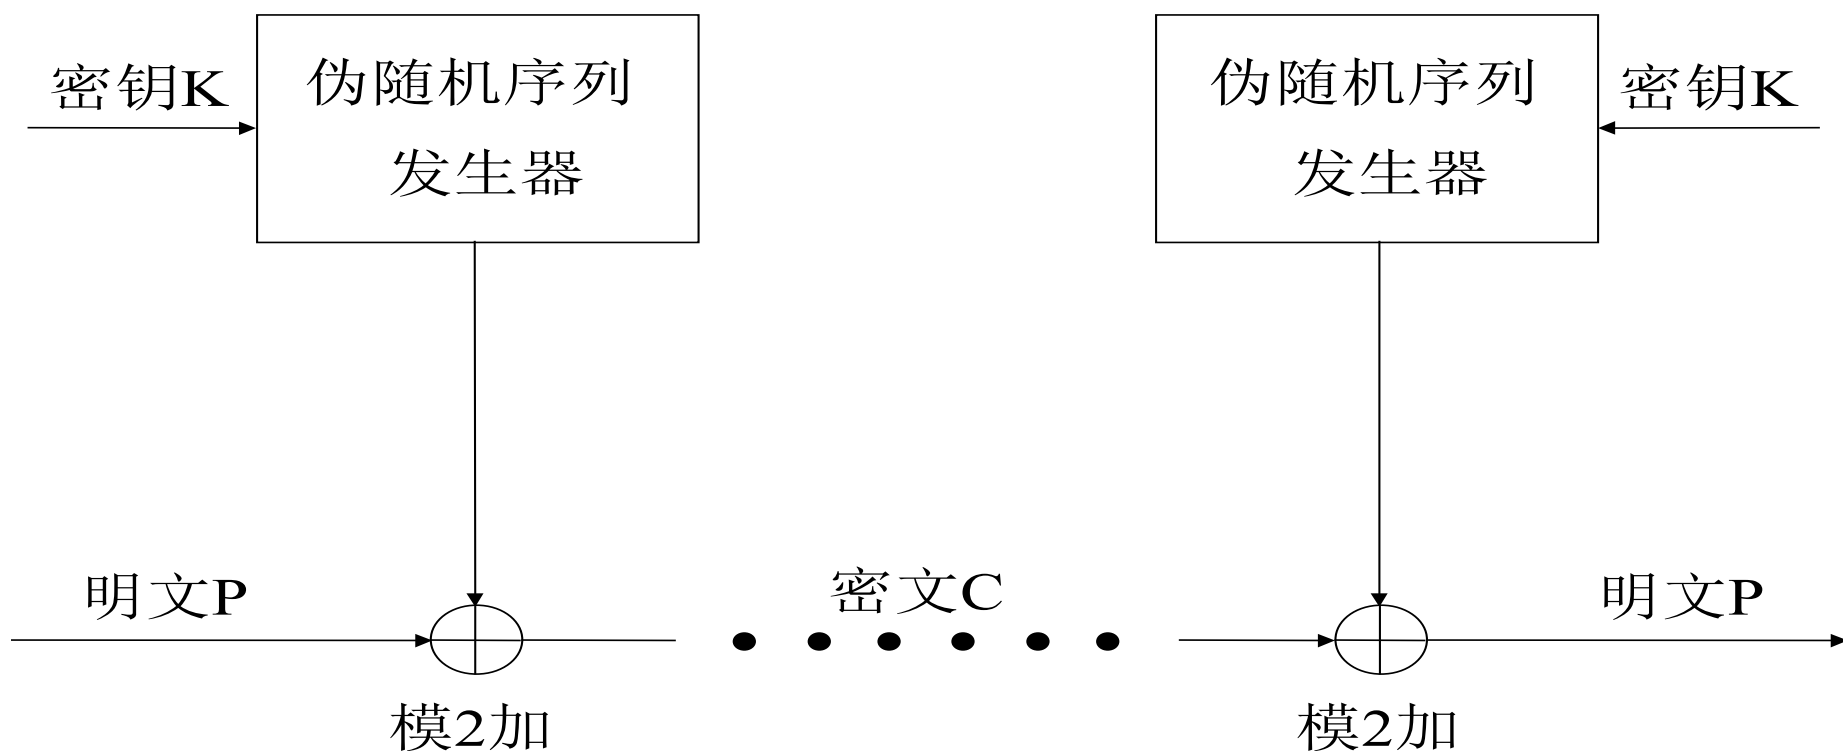 密钥K
伪随机序列
发生器
伪随机序列
发生器
密钥K
明文P
密文C
明文P
模2加
模2加